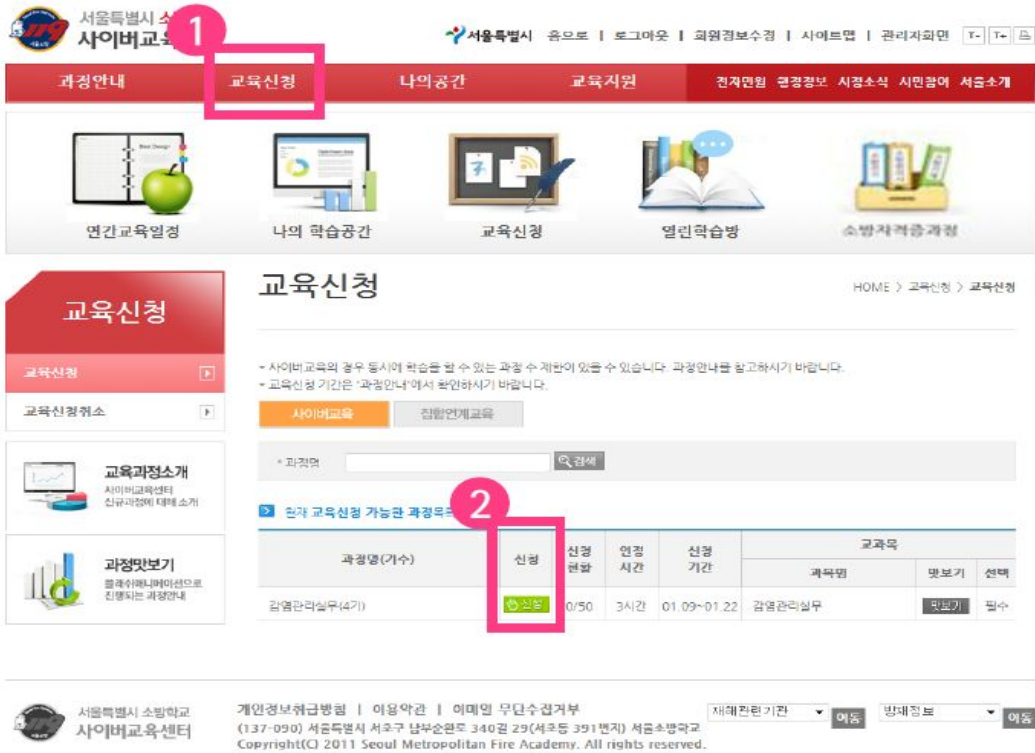 서울특별시
사이버교육
1
서울특별시 홈으로 | 로그아웃 | 회원정보수정 | 사이트맵 | 관리자화면 T- T+
과정안내 교육신청 나의공간 교육지원 전자민원 행정정보 시정소식 시민참여 서울소개
연간교육일정 나의 학습공간 교육신청 열린학습방 소방자격증과정
교육신청
교육신청
교육신청취소
교육과정소개
사이버교육센터
신규과정에 대해 소개
과정맛보기
플래쉬애니메이션으로
진행되는 과정안내
교육신청
HOME > 교육신청 > 교육신청
- 사이버교육의 경우 동시에 학습을 할 수 있는 과정 수 제한이 있을 수 있습니다. 과정안내를 참고하시기 바랍니다.
- 교육신청 기간은 "과정안내"에서 확인하시기 바랍니다.
사이버교육 집합연계교육
* 과정명 검색
현재 교육신청 가능한 과정목록
2
과정명(기수) 신청 신청현황 인정시간 신청기간 교과목
과목명 맛보기 선택
감염관리실무(4기) 신청 0/50 3시간 01.09~01.22 감염관리실무 맛보기 필수
서울특별시 소방학교
사이버교육센터
개인정보취급방침 | 이용약관 | 이메일 무단수집거부
(137-090) 서울특별시 서초구 남부순환로 340길 29(서초동 391번지) 서울소방학교
Copyright(C) 2011 Seoul Metropolitan Fire Academy. All rights reserved.
재해관련기관 이동 방재정보 이동